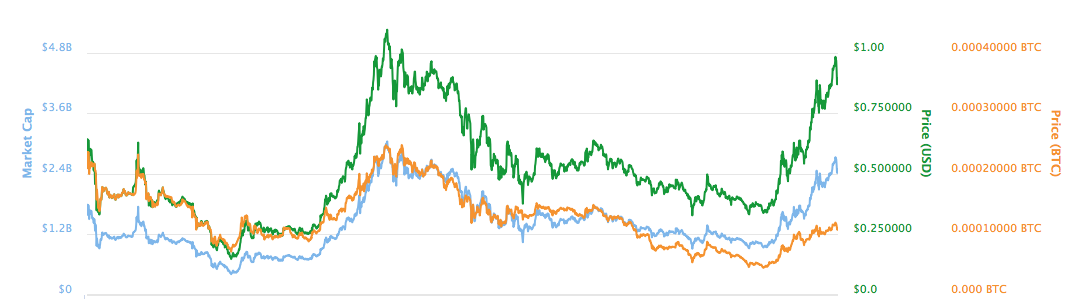 $4.8B
$3.6B
$2.4B
$1.2B
$0
Market Cap
$1.00
$0.750000
$0.500000
$0.250000
$0.0
Price (USD)
0.00040000 BTC
0.00030000 BTC
0.00020000 BTC
0.00010000 BTC
0.000 BTC
Price (BTC)